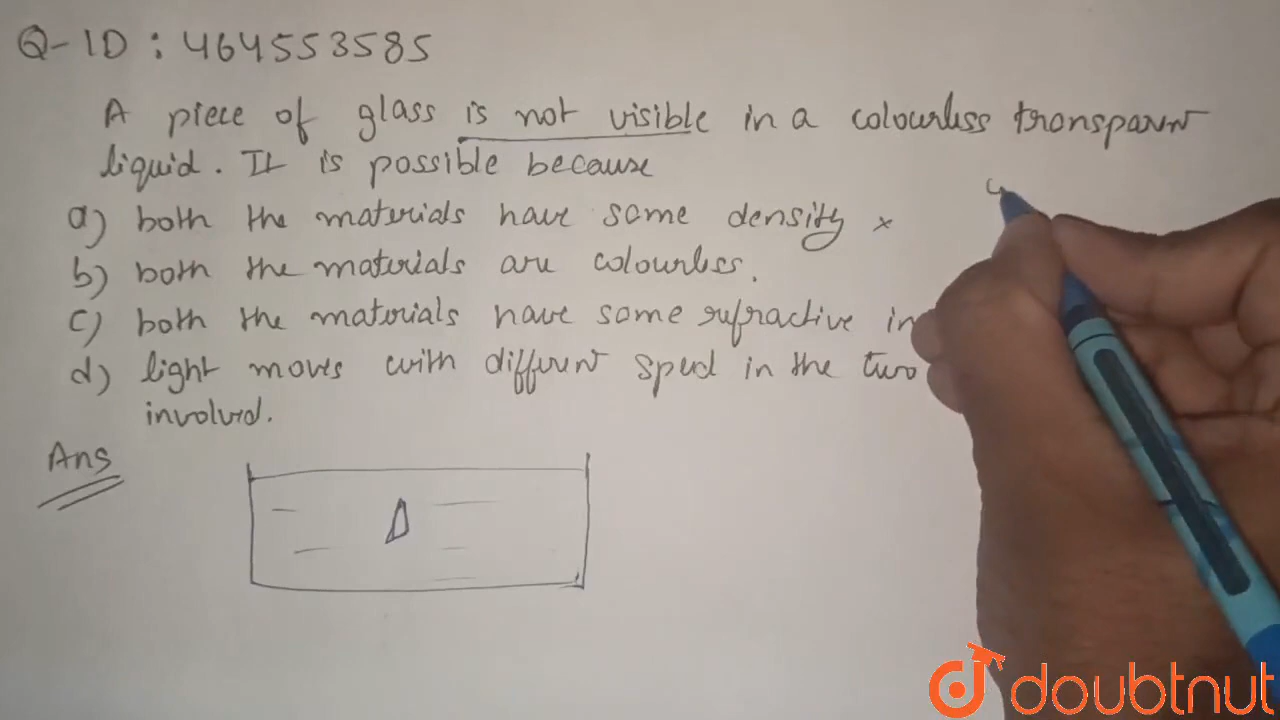 Q-ID : 464553585
A piece of glass is not visible in a colourless transparent
liquid. It is possible because
a) both the materials have same density ×
b) both the materials are colourless.
c) both the materials have same refractive in
d) light moves with different speed in the two
involved.
Ans
doubtnut